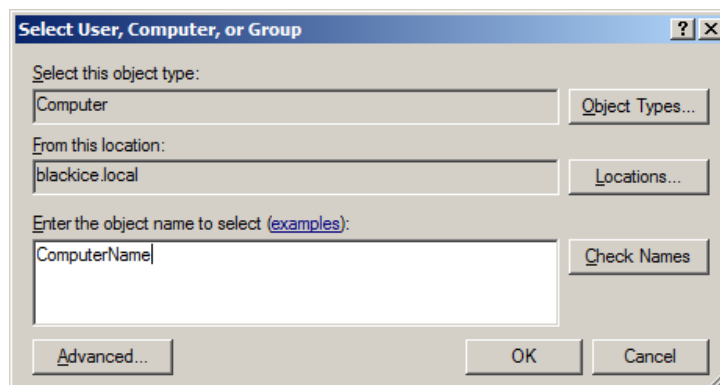 Select User, Computer, or Group
Select this object type:
Computer
Object Types...
From this location:
blackice.local
Locations...
Enter the object name to select (examples):
ComputerName
Check Names
Advanced...
OK
Cancel